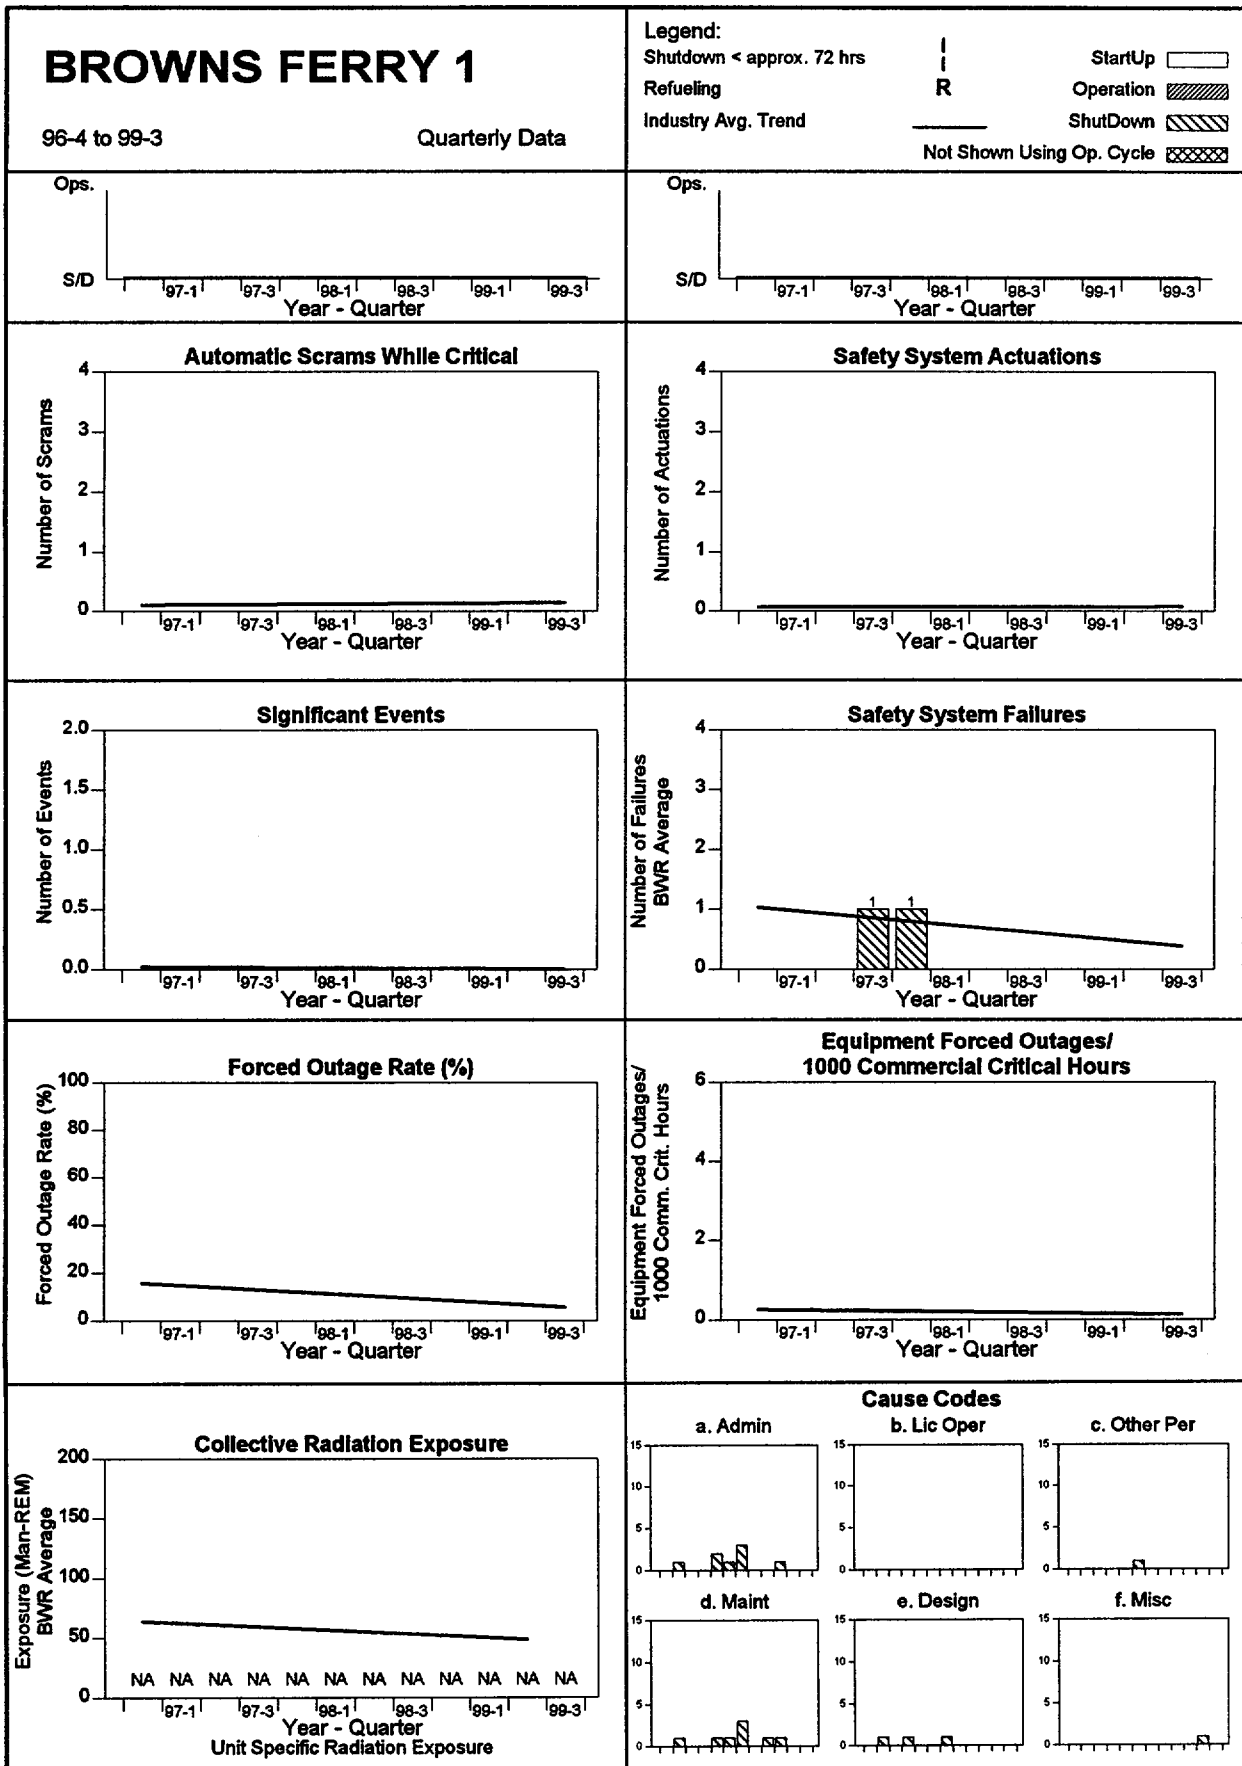 BROWNS FERRY 1
96-4 to 99-3 Quarterly Data
Legend:
Shutdown < approx. 72 hrs
Refueling R
Industry Avg. Trend
StartUp
Operation
ShutDown
Not Shown Using Op. Cycle
Ops.
S/D
97-1 97-3 98-1 98-3 99-1 99-3
Year - Quarter
Ops.
S/D
97-1 97-3 98-1 98-3 99-1 99-3
Year - Quarter
Automatic Scrams While Critical
Number of Scrams
4
3
2
1
0
97-1 97-3 98-1 98-3 99-1 99-3
Year - Quarter
Safety System Actuations
Number of Actuations
4
3
2
1
0
97-1 97-3 98-1 98-3 99-1 99-3
Year - Quarter
Significant Events
Number of Events
2.0
1.5
1.0
0.5
0.0
97-1 97-3 98-1 98-3 99-1 99-3
Year - Quarter
Safety System Failures
Number of Failures
BWR Average
4
3
2
1
0
1 1
97-1 97-3 98-1 98-3 99-1 99-3
Year - Quarter
Forced Outage Rate (%)
Forced Outage Rate (%)
100
80
60
40
20
0
97-1 97-3 98-1 98-3 99-1 99-3
Year - Quarter
Equipment Forced Outages/
1000 Commercial Critical Hours
Equipment Forced Outages/
1000 Comm. Crit. Hours
6
4
2
0
97-1 97-3 98-1 98-3 99-1 99-3
Year - Quarter
Collective Radiation Exposure
Exposure (Man-REM)
BWR Average
200
150
100
50
0
NA NA NA NA NA NA NA NA NA NA NA NA
97-1 97-3 98-1 98-3 99-1 99-3
Year - Quarter
Unit Specific Radiation Exposure
Cause Codes
a. Admin
15
10
5
0
b. Lic Oper
15
10
5
0
c. Other Per
15
10
5
0
d. Maint
15
10
5
0
e. Design
15
10
5
0
f. Misc
15
10
5
0